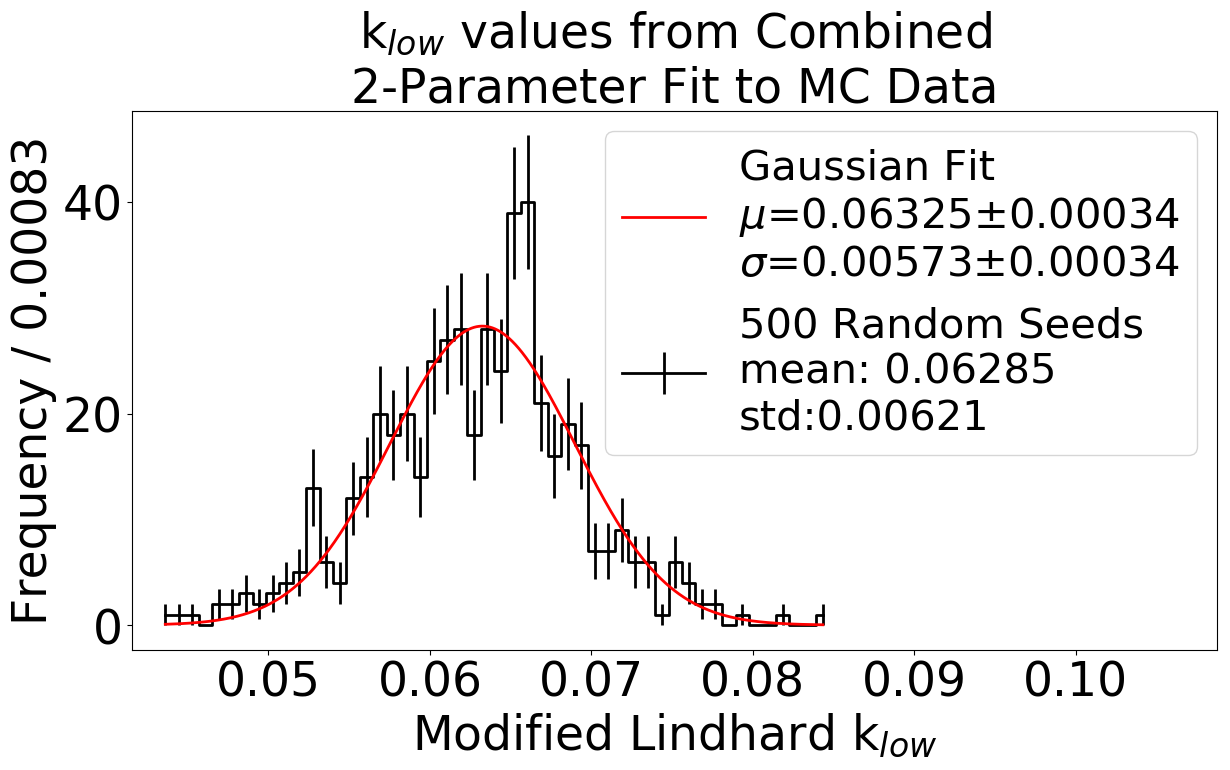 k_low values from Combined
2-Parameter Fit to MC Data
Frequency / 0.00083
40
20
0
Gaussian Fit
μ=0.06325±0.00034
σ=0.00573±0.00034
500 Random Seeds
mean: 0.06285
std:0.00621
0.05 0.06 0.07 0.08 0.09 0.10
Modified Lindhard k_low